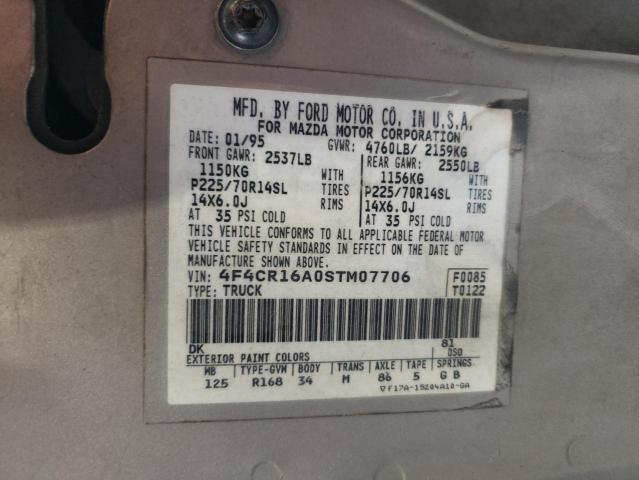 MFD. BY FORD MOTOR CO. IN U.S.A.
FOR MAZDA MOTOR CORPORATION
DATE: 01/95 GVWR: 4760LB/ 2159KG
FRONT GAWR: 2537LB REAR GAWR: 2550LB
1150KG WITH 1156KG WITH
P225/70R14SL TIRES P225/70R14SL TIRES
14X6.0J RIMS 14X6.0J RIMS
AT 35 PSI COLD AT 35 PSI COLD
THIS VEHICLE CONFORMS TO ALL APPLICABLE FEDERAL MOTOR
VEHICLE SAFETY STANDARDS IN EFFECT ON THE DATE OF
MANUFACTURE SHOWN ABOVE.
VIN: 4F4CR16A0STM07706 F0085
TYPE: TRUCK T0122
DK 81
EXTERIOR PAINT COLORS DSO
WB TYPE-GVM BODY TRANS AXLE TAPE SPRINGS
125 R168 34 M 86 5 G B
▽F17A-15204A10-GA